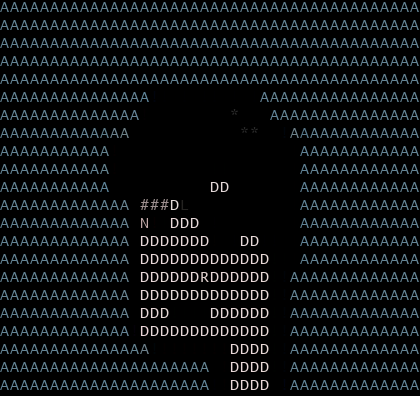 AAAAAAAAAAAAAAAAAAAAAAAAAAAAAAAAAAAAAAAAAA
AAAAAAAAAAAAAAAAAAAAAAAAAAAAAAAAAAAAAAAAAA
AAAAAAAAAAAAAAAAAAAAAAAAAAAAAAAAAAAAAAAAAA
AAAAAAAAAAAAAAAAAAAAAAAAAAAAAAAAAAAAAAAAAA
AAAAAAAAAAAAAAAAAAAAAAAAAAAAAAAAAAAAAAAAAA
AAAAAAAAAAAAAAA           AAAAAAAAAAAAAAAA
AAAAAAAAAAAAAA         *   AAAAAAAAAAAAAAA
AAAAAAAAAAAAA           **   AAAAAAAAAAAAA
AAAAAAAAAAA                   AAAAAAAAAAAA
AAAAAAAAAAA                   AAAAAAAAAAAA
AAAAAAAAAAA          DD       AAAAAAAAAAAA
AAAAAAAAAAAAA ###DL           AAAAAAAAAAAA
AAAAAAAAAAAAA N  DDD          AAAAAAAAAAAA
AAAAAAAAAAAAA DDDDDDD   DD    AAAAAAAAAAAA
AAAAAAAAAAAAA DDDDDDDDDDDDD   AAAAAAAAAAAA
AAAAAAAAAAAAA DDDDDDRDDDDDD  AAAAAAAAAAAAA
AAAAAAAAAAAAA DDDDDDDDDDDDD  AAAAAAAAAAAAA
AAAAAAAAAAAAA DDD    DDDDDD  AAAAAAAAAAAAA
AAAAAAAAAAAAA DDDDDDDDDDDDD  AAAAAAAAAAAAA
AAAAAAAAAAAAAAA        DDDD  AAAAAAAAAAAAA
AAAAAAAAAAAAAAAAAAAAA  DDDD  AAAAAAAAAAAAA
AAAAAAAAAAAAAAAAAAAAA  DDDD  AAAAAAAAAAAAA